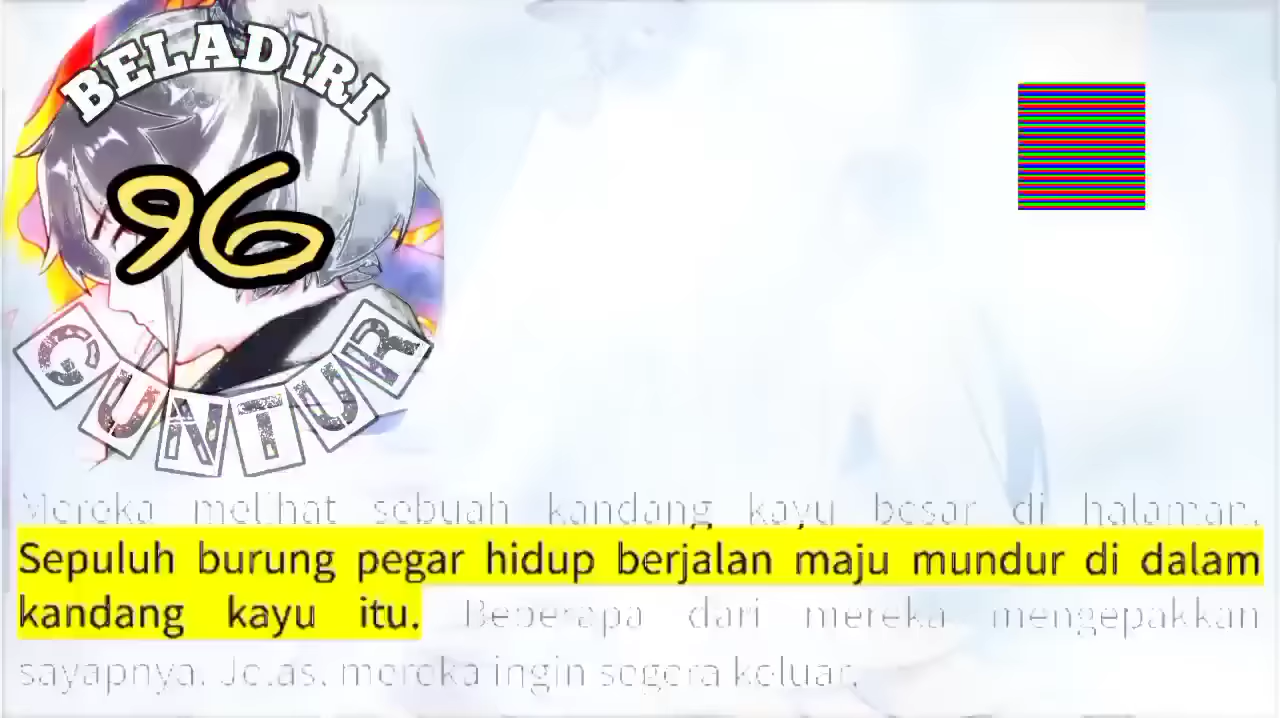 BELADIRI
96
GUNTUR
Mereka melihat sebuah kandang kayu besar di halaman.
Sepuluh burung pegar hidup berjalan maju mundur di dalam
kandang kayu itu. Beberapa dari mereka mengepakkan
sayapnya. Jelas, mereka ingin segera keluar.